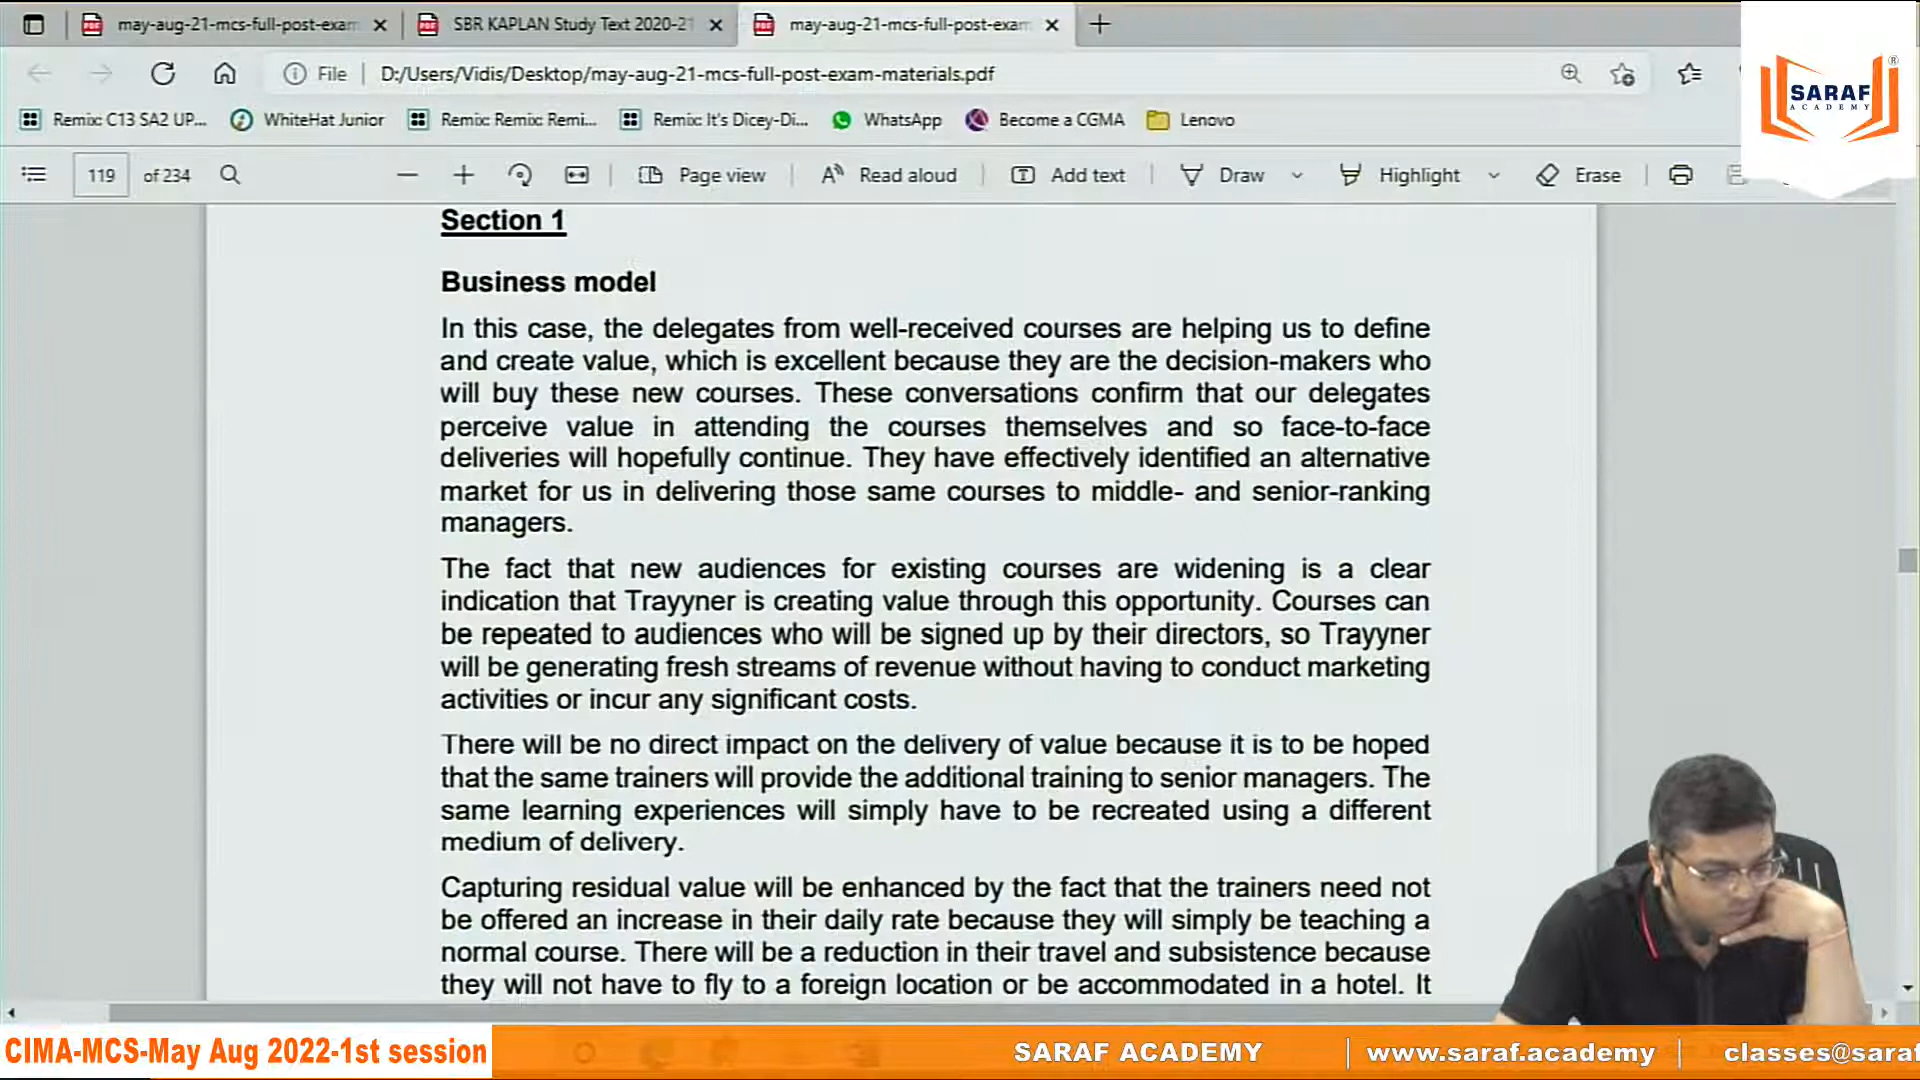 may-aug-21-mcs-full-post-exam
SBR KAPLAN Study Text 2020-21
may-aug-21-mcs-full-post-exam
File
D:/Users/Vidis/Desktop/may-aug-21-mcs-full-post-exam-materials.pdf
SARAF
ACADEMY
®
Remix: C13 SA2 UP...
WhiteHat Junior
Remix: Remix Remi...
Remix: It's Dicey-Di...
WhatsApp
Become a CGMA
Lenovo
119 of 234
Page view
Read aloud
Add text
Draw
Highlight
Erase
Section 1
Business model
In this case, the delegates from well-received courses are helping us to define
and create value, which is excellent because they are the decision-makers who
will buy these new courses. These conversations confirm that our delegates
perceive value in attending the courses themselves and so face-to-face
deliveries will hopefully continue. They have effectively identified an alternative
market for us in delivering those same courses to middle- and senior-ranking
managers.
The fact that new audiences for existing courses are widening is a clear
indication that Trayyner is creating value through this opportunity. Courses can
be repeated to audiences who will be signed up by their directors, so Trayyner
will be generating fresh streams of revenue without having to conduct marketing
activities or incur any significant costs.
There will be no direct impact on the delivery of value because it is to be hoped
that the same trainers will provide the additional training to senior managers. The
same learning experiences will simply have to be recreated using a different
medium of delivery.
Capturing residual value will be enhanced by the fact that the trainers need not
be offered an increase in their daily rate because they will simply be teaching a
normal course. There will be a reduction in their travel and subsistence because
they will not have to fly to a foreign location or be accommodated in a hotel. It
CIMA-MCS-May Aug 2022-1st session
SARAF ACADEMY
www.saraf.academy
classes@saraf